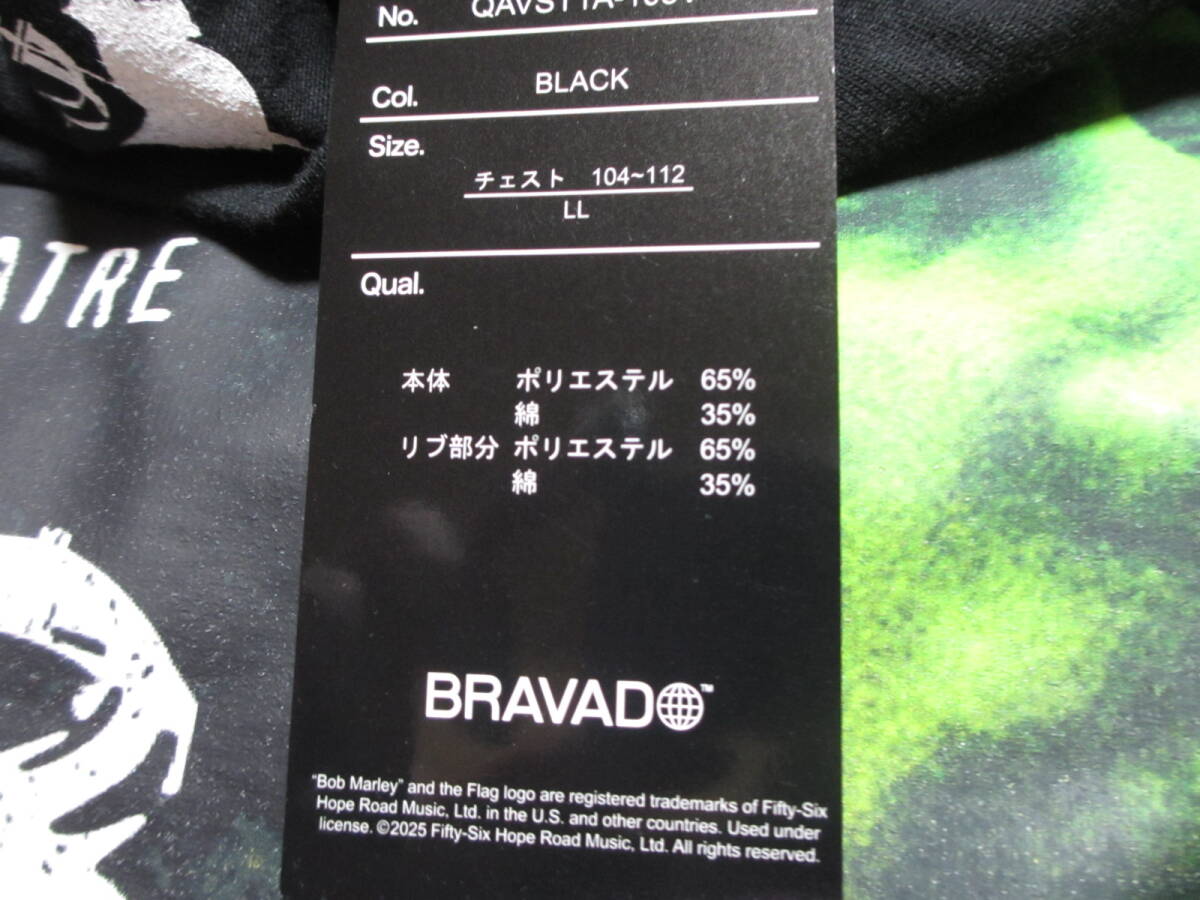 No.
Col. BLACK
Size.
チェスト 104~112
LL
Qual.
本体 ポリエステル 65%
綿 35%
リブ部分 ポリエステル 65%
綿 35%
BRAVADO™
"Bob Marley" and the Flag logo are registered trademarks of Fifty-Six
Hope Road Music, Ltd. in the U.S. and other countries. Used under
license. ©2025 Fifty-Six Hope Road Music, Ltd. All rights reserved.